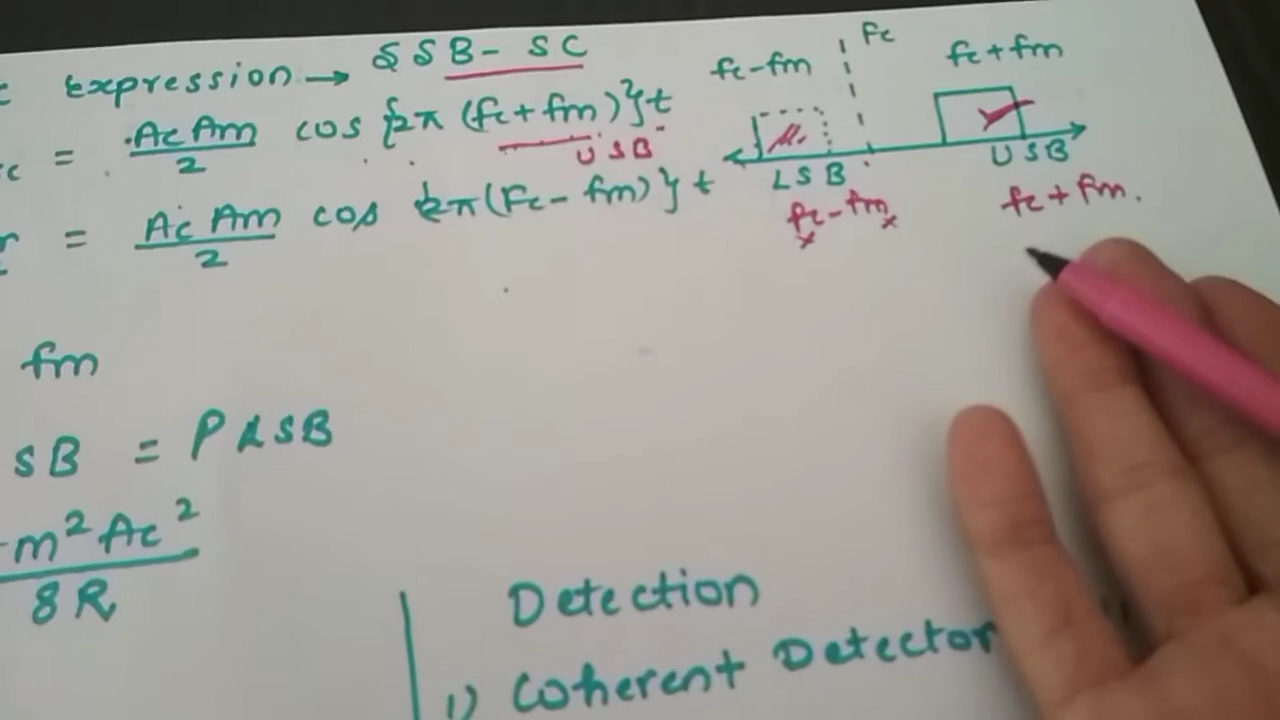 Expression → SSB-SC
= AcAm/2 cos {2π (fc+fm)}t
USB
= AcAm/2 cos {2π(Fc-fm)} t
fc-fm
Fc
fc+fm
LSB
USB
fc-fm
fc+fm.
fm
SB = PLSB
m²Ac²/8R
Detection
1) Coherent Detector